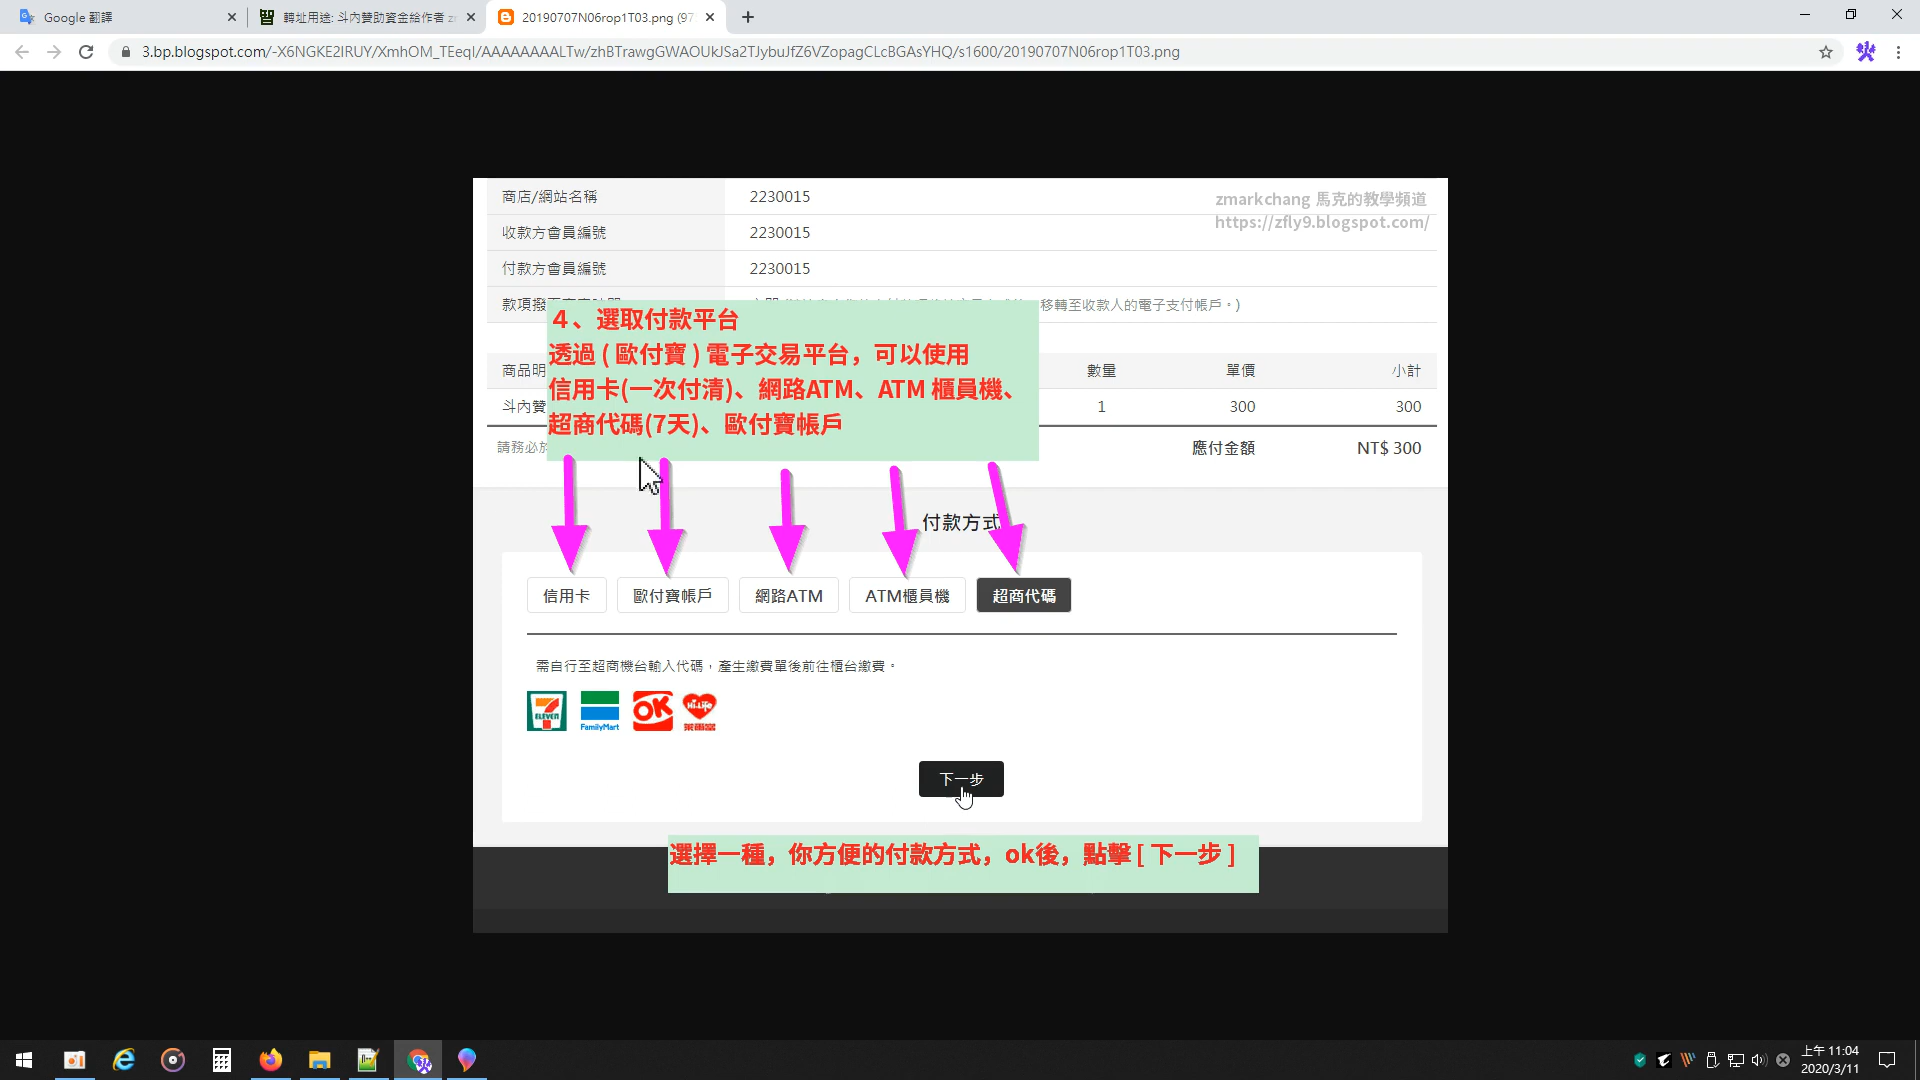 Google 翻譯
轉址用途: 斗內贊助資金給作者
20190707N06rop1T03.png (97
3.bp.blogspot.com/-X6NGKE2IRUY/XmhOM_TEeqI/AAAAAAAALTw/zhBTrawgGWAOUkJSa2TJybuJfZ6VZopagCLcBGAsYHQ/s1600/20190707N06rop1T03.png
商店/網站名稱 2230015
zmarkchang 馬克的教學頻道
https://zfly9.blogspot.com/
收款方會員編號 2230015
付款方會員編號 2230015
款項撥
移轉至收款人的電子支付帳戶。)
4、選取付款平台
透過 ( 歐付寶 ) 電子交易平台，可以使用
信用卡(一次付清)、網路ATM、ATM 櫃員機、
超商代碼(7天)、歐付寶帳戶
商品明 數量 單價 小計
斗內贊 1 300 300
請務必於 應付金額 NT$ 300
付款方式
信用卡 歐付寶帳戶 網路ATM ATM櫃員機 超商代碼
需自行至超商機台輸入代碼，產生繳費單後前往櫃台繳費。
7 ELEVEN FamilyMart OK Hi-Life 萊爾富
下一步
選擇一種，你方便的付款方式，ok後，點擊 [ 下一步 ]
上午 11:04
2020/3/11